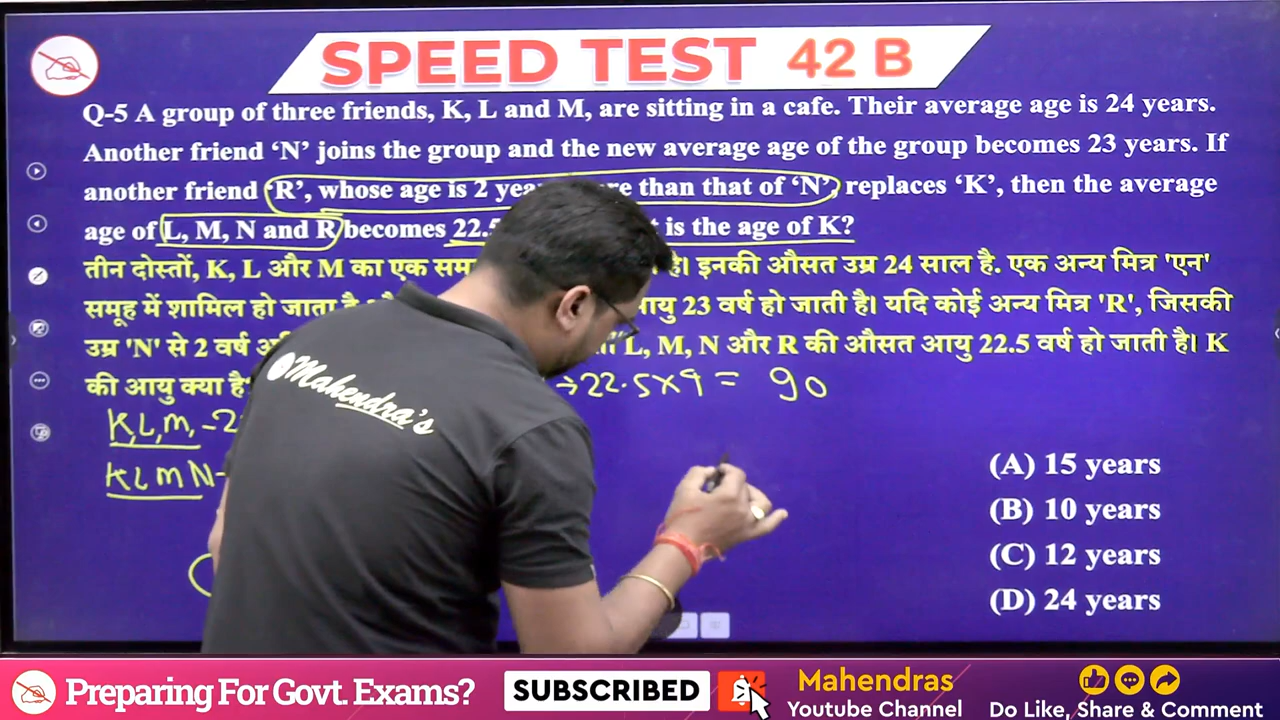 SPEED TEST 42 B
Q-5 A group of three friends, K, L and M, are sitting in a cafe. Their average age is 24 years.
Another friend ‘N’ joins the group and the new average age of the group becomes 23 years. If
another friend ‘R’, whose age is 2 than that of ‘N’, replaces ‘K’, then the average
age of L, M, N and R becomes 22.5 is the age of K?
तीन दोस्तों, K, L और M का एक है। इनकी औसत उम्र 24 साल है. एक अन्य मित्र 'एन'
समूह में शामिल हो जाता है आयु 23 वर्ष हो जाती है। यदि कोई अन्य मित्र 'R', जिसकी
उम्र 'N' से 2 वर्ष L, M, N और R की औसत आयु 22.5 वर्ष हो जाती है। K
की आयु क्या है
→22.5×4 = 90
K,L,M, -2
KLMN-
Mahendra's
(A) 15 years
(B) 10 years
(C) 12 years
(D) 24 years
Preparing For Govt. Exams?
SUBSCRIBED
Mahendras
Youtube Channel
Do Like, Share & Comment